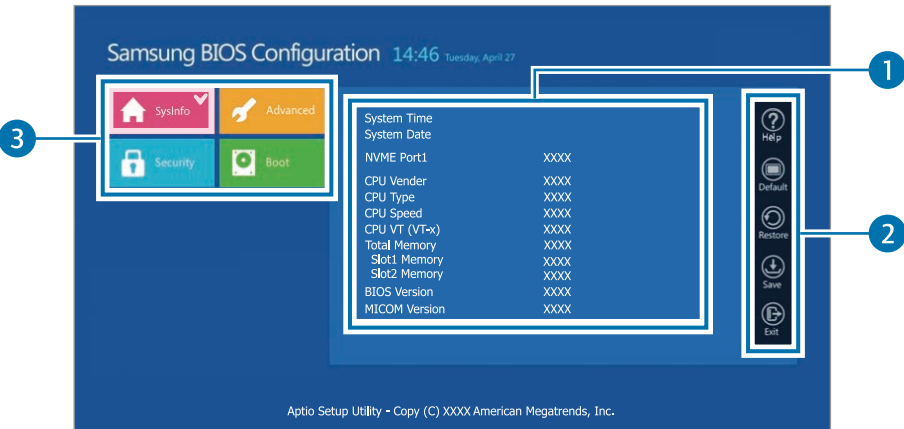 Samsung BIOS Configuration 14:46 Tuesday, April 27
1
SysInfo Advanced
Security Boot
3
System Time
System Date
NVME Port1 XXXX
CPU Vender XXXX
CPU Type XXXX
CPU Speed XXXX
CPU VT (VT-x) XXXX
Total Memory XXXX
Slot1 Memory XXXX
Slot2 Memory XXXX
BIOS Version XXXX
MICOM Version XXXX
Help
Default
Restore
Save
Exit
2
Aptio Setup Utility - Copy (C) XXXX American Megatrends, Inc.